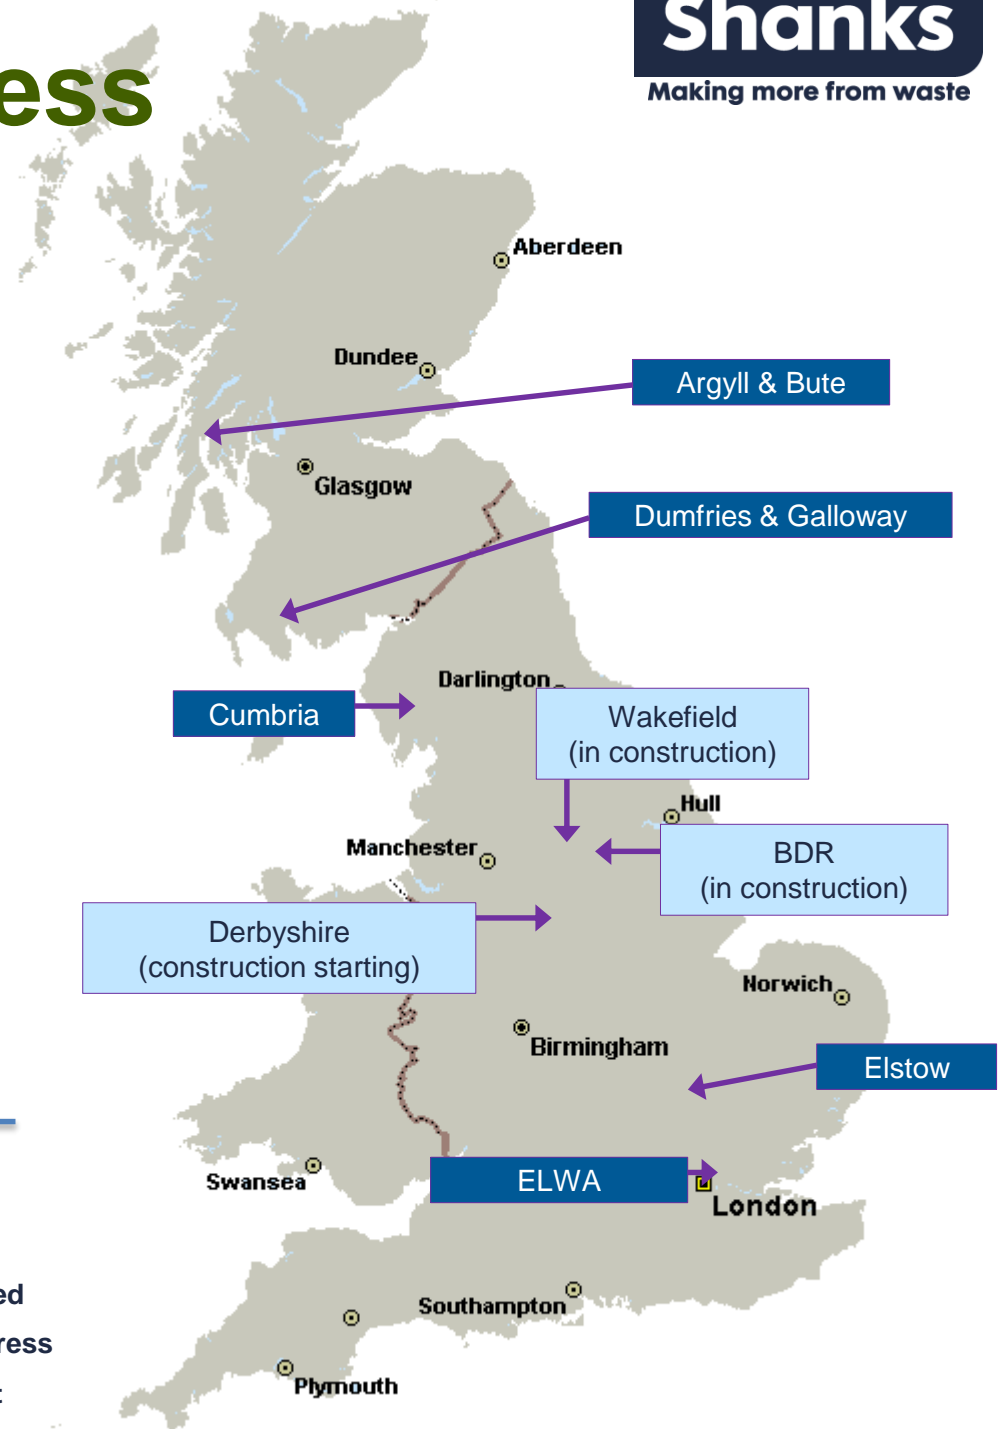 Shanks
ess
Making more from waste
Aberdeen
Dundee
Argyll & Bute
Glasgow
Dumfries & Galloway
Darlington
Cumbria
Wakefield
(in construction)
Hull
Manchester
BDR
(in construction)
Derbyshire
(construction starting)
Norwich
Birmingham
Elstow
Swansea
ELWA
London
ed
Southampton
ress
Plymouth